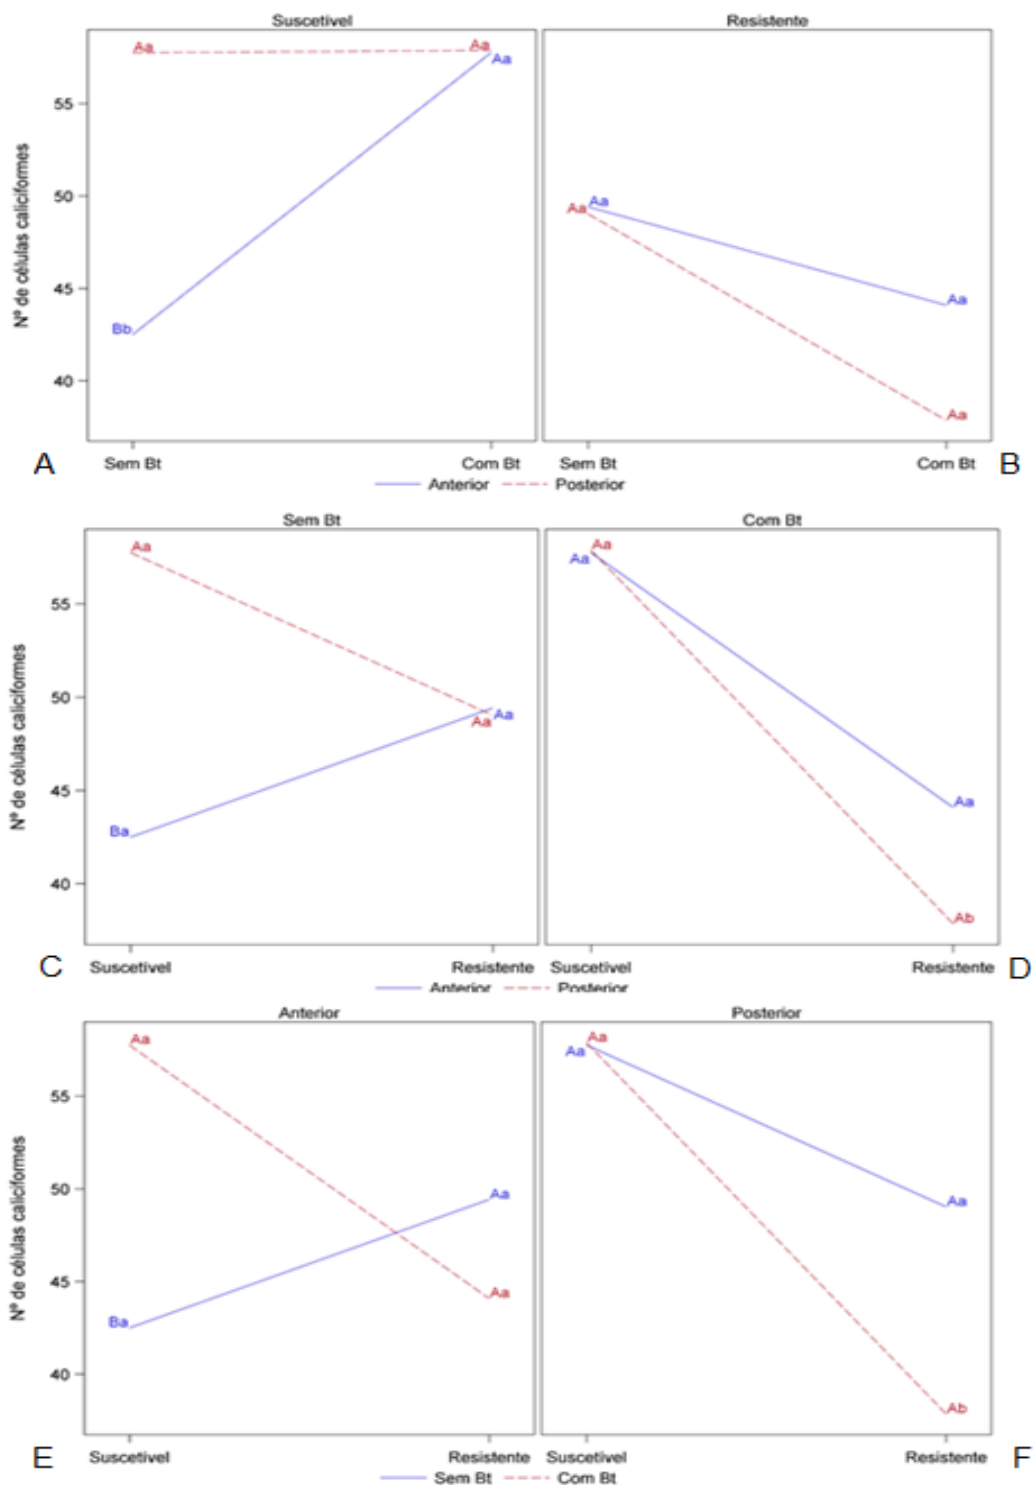 Suscetível Resistente
Nº de células caliciformes
55
50
45
40
Aa Aa
Aa
Bb
Aa
Aa
Aa
Aa
A Sem Bt Com Bt Sem Bt Com Bt B
Anterior Posterior
Sem Bt Com Bt
Nº de células caliciformes
55
50
45
40
Aa
Ba
Aa
Aa
Aa
Aa
Aa
Ab
C Suscetível Resistente Suscetível Resistente D
Anterior Posterior
Anterior Posterior
Nº de células caliciformes
55
50
45
40
Aa
Ba
Aa
Aa
Aa
Aa
Aa
Ab
E Suscetível Resistente Suscetível Resistente F
Sem Bt Com Bt